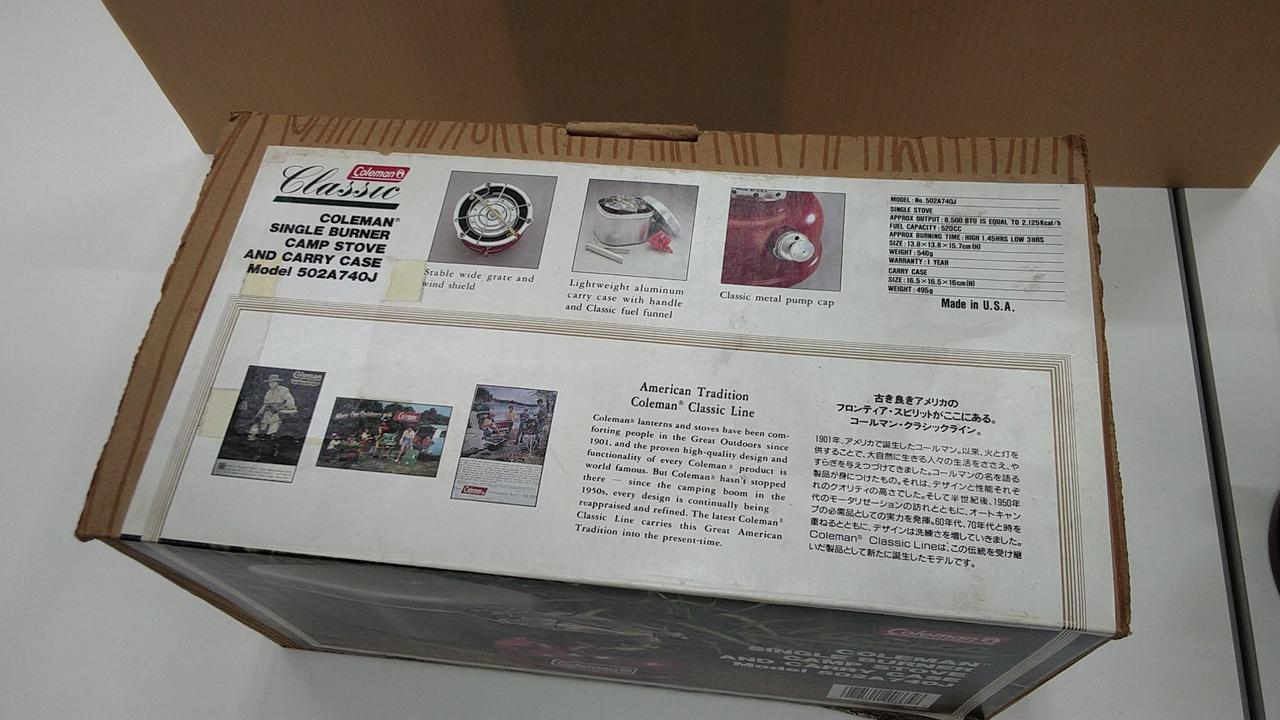 Coleman
Classic
COLEMAN®
SINGLE BURNER
CAMP STOVE
AND CARRY CASE
Model 502A740J
Stable wide grate and
wind shield
Lightweight aluminum
carry case with handle
and Classic fuel funnel
Classic metal pump cap
MODEL: No. 502A740J
SINGLE STOVE
APPROX OUTPUT: 8,500 BTU IS EQUAL TO 2,125Kcal/h
FUEL CAPACITY: 520CC
APPROX BURNING TIME: HIGH 1.45HRS LOW 3HRS
SIZE: 13.8×13.8×15.7cm(H)
WEIGHT: 540g
WARRANTY: 1 YEAR
CARRY CASE
SIZE: 16.5×16.5×16cm(H)
WEIGHT: 495g
Made in U.S.A.
Coleman
Coleman
Coleman
American Tradition
Coleman® Classic Line
Coleman® lanterns and stoves have been com-
forting people in the Great Outdoors since
1901, and the proven high-quality design and
functionality of every Coleman® product is
world famous. But Coleman® hasn't stopped
there — since the camping boom in the
1950s, every design is continually being
reappraised and refined. The latest Coleman®
Classic Line carries this Great American
Tradition into the present-time.
古き良きアメリカの
フロンティア・スピリットがここにある。
コールマン・クラシックライン。
1901年、アメリカで誕生したコールマン。以来、火と灯を
供することで、大自然に生きる人々の生活をささえ、や
すらぎを与えつづけてきました。コールマンの名を語る
製品が身につけたもの。それは、デザインと性能それぞ
れのクオリティの高さでした。そして半世紀後、1950年
代のモータリゼーションの訪れとともに、オートキャン
プの必需品としての実力を発揮。60年代、70年代と時を
重ねるとともに、デザインは洗練さを増していきました。
Coleman® Classic Lineは、この伝統を受け継
いだ製品として新たに誕生したモデルです。
Coleman
COLEMAN®
SINGLE BURNER
CAMP STOVE
AND CARRY CASE
Model 502A740J
Coleman